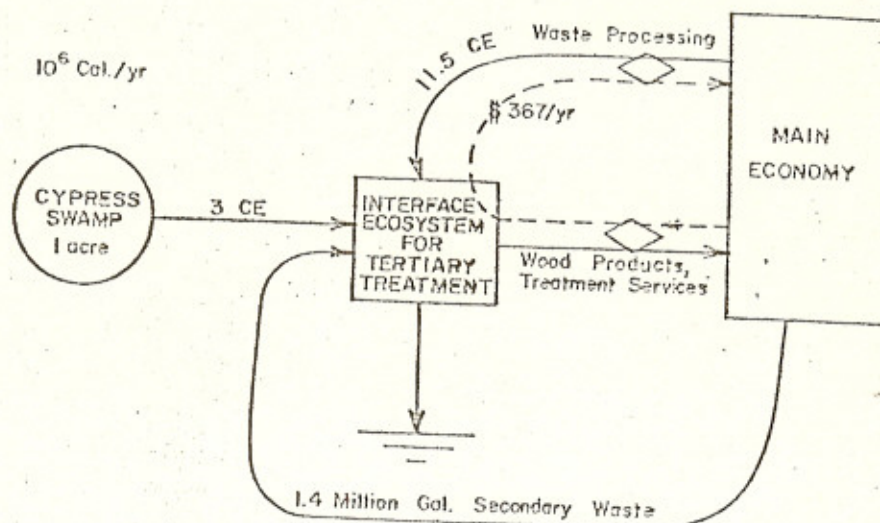 10⁶ Cal./yr
Waste Processing
11.5 CE
$ 367/yr
MAIN
ECONOMY
CYPRESS
SWAMP
1 acre
3 CE
INTERFACE
ECOSYSTEM
FOR
TERTIARY
TREATMENT
Wood Products,
Treatment Services
1.4 Million Gal. Secondary Waste